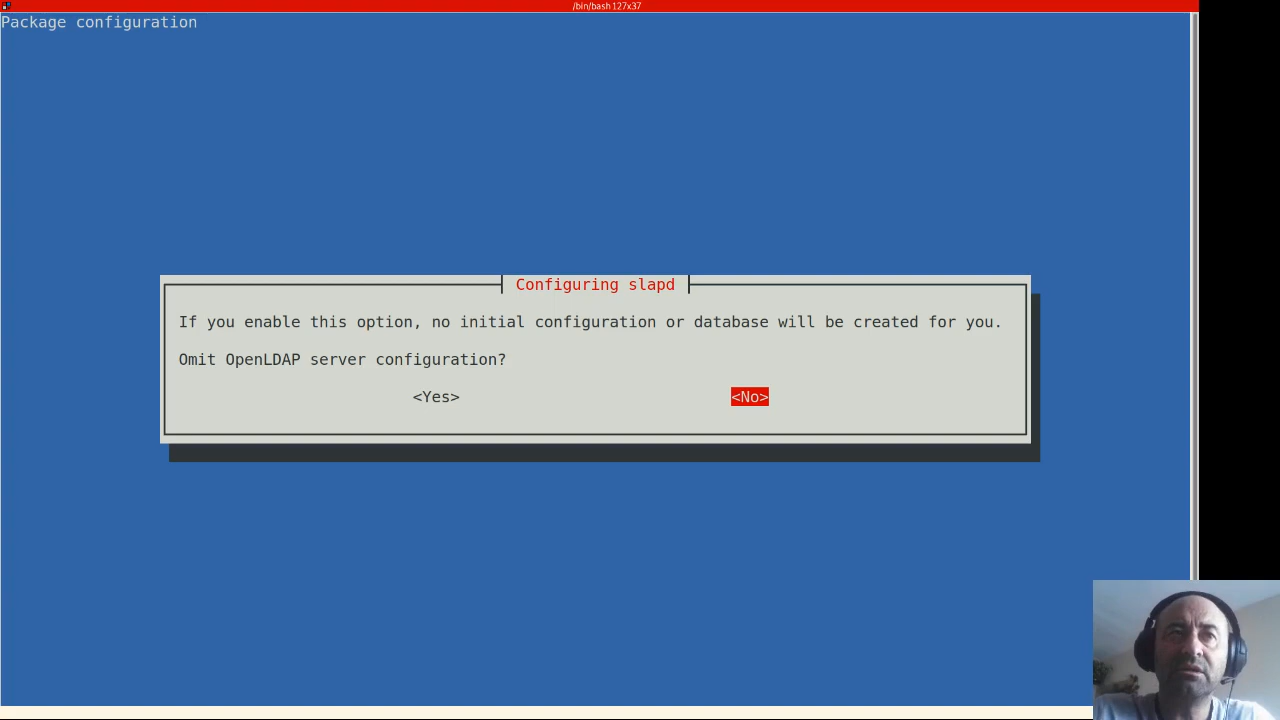 /bin/bash 127x37
Package configuration
Configuring slapd
If you enable this option, no initial configuration or database will be created for you.
Omit OpenLDAP server configuration?
<Yes> <No>